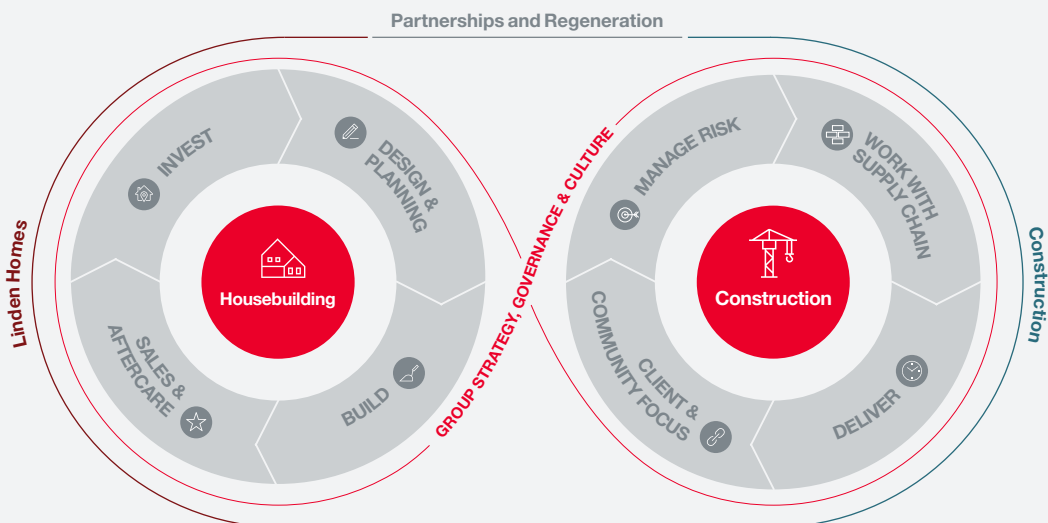 Partnerships and Regeneration
Linden Homes
INVEST
DESIGN &
PLANNING
Housebuilding
SALES &
AFTERCARE
BUILD
GROUP STRATEGY, GOVERNANCE & CULTURE
MANAGE RISK
WORK WITH
SUPPLY CHAIN
Construction
CLIENT &
COMMUNITY FOCUS
DELIVER
Construction